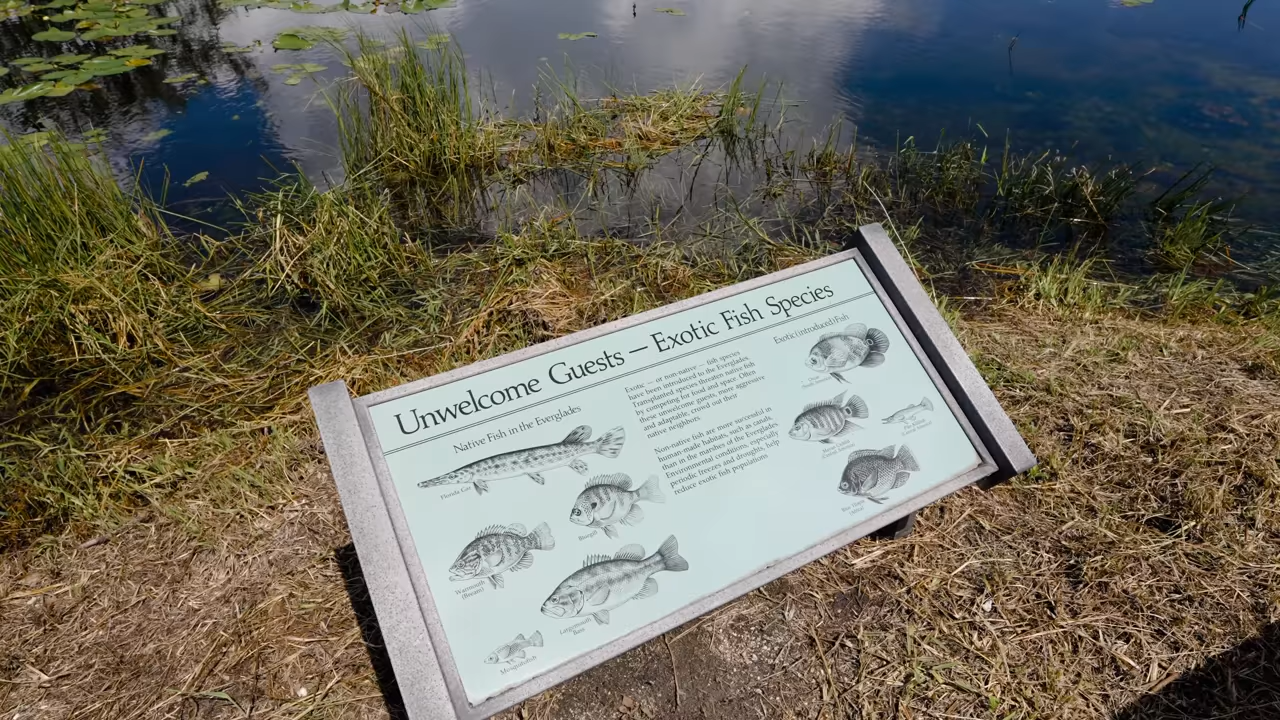 Unwelcome Guests — Exotic Fish Species
Native Fish in the Everglades
Florida Gar
Bluegill
Warmouth
(Bream)
Largemouth
Bass
Mosquitofish
Exotic — or non-native — fish species
have been introduced to the Everglades.
Transplanted species threaten native fish
by competing for food and space. Often
these unwelcome guests, more aggressive
and adaptable, crowd out their
native neighbors.
Non-native fish are more successful in
human-made habitats, such as canals,
than in the marshes of the Everglades.
Environmental conditions, especially
periodic freezes and droughts, help
reduce exotic fish populations
Exotic (introduced) Fish